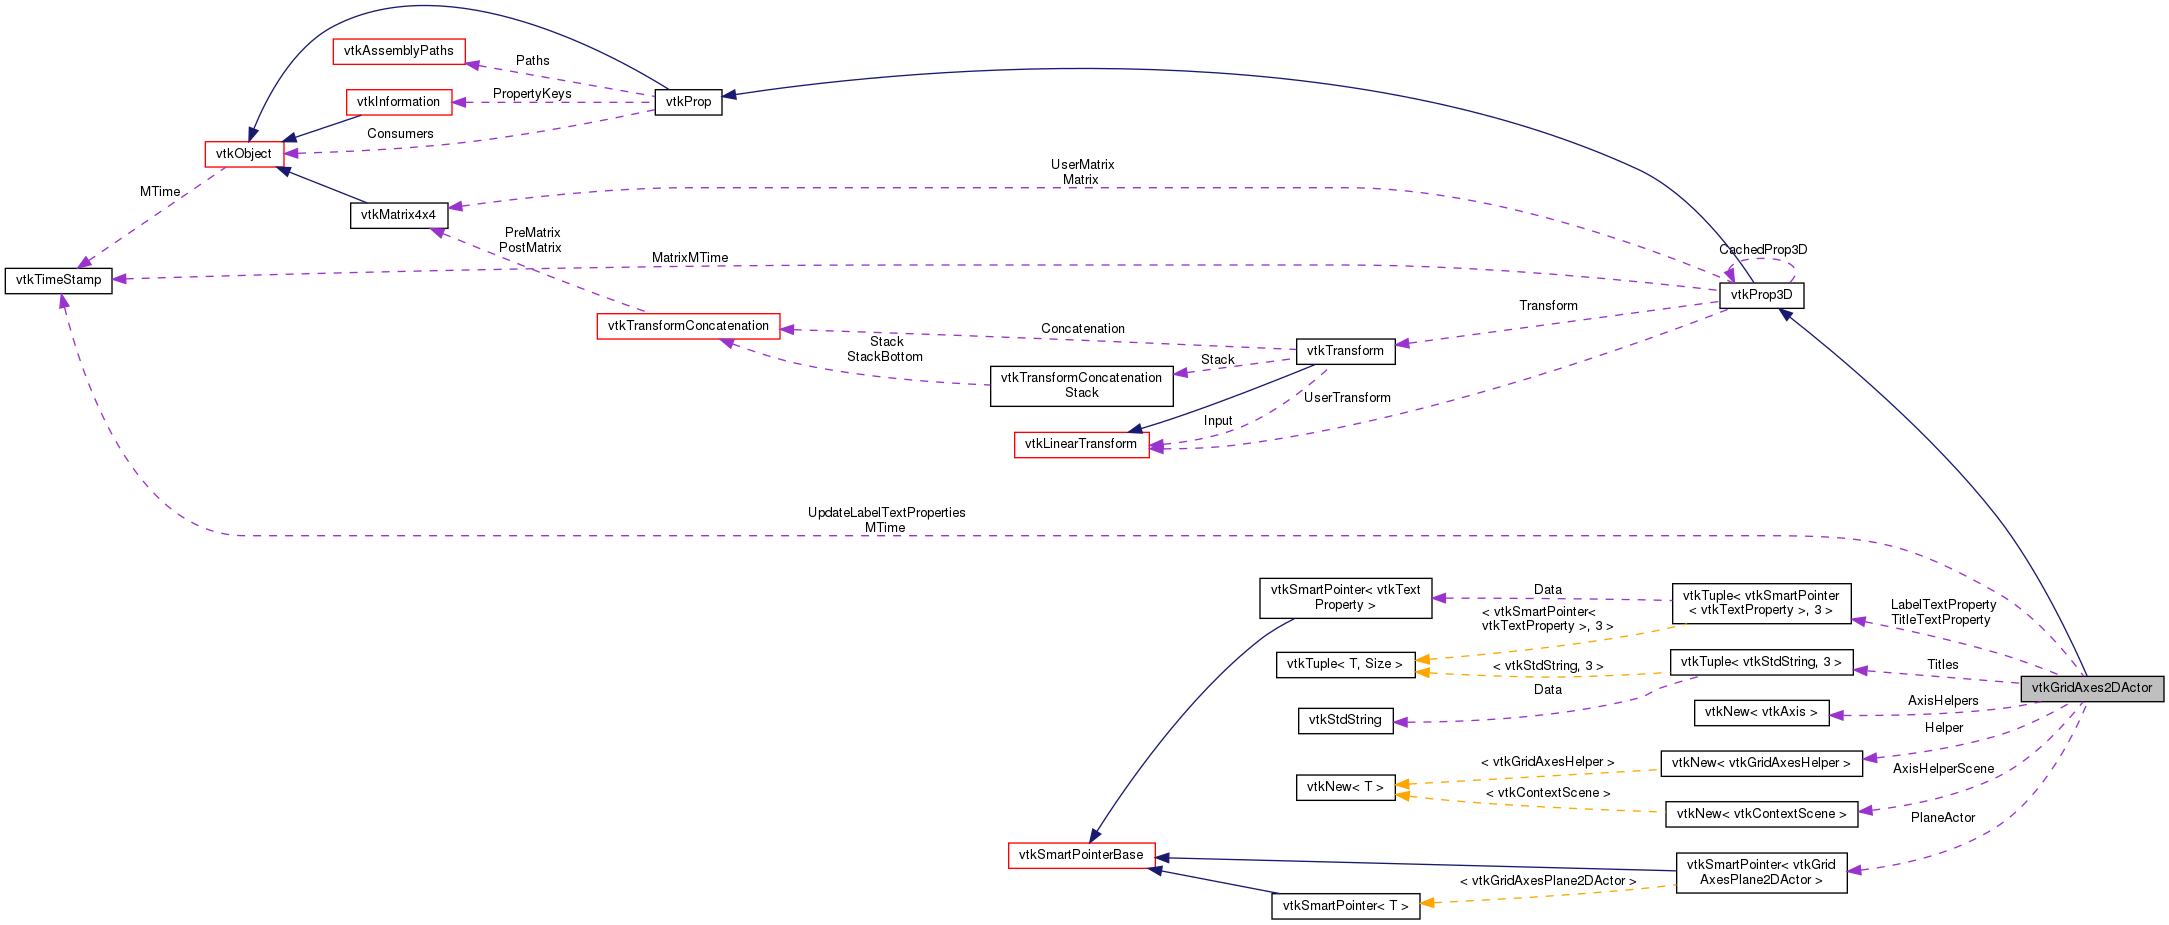 vtkAssemblyPaths
Paths
vtkInformation
PropertyKeys
vtkProp
Consumers
vtkObject
MTime
UserMatrix
Matrix
vtkMatrix4x4
PreMatrix
PostMatrix
CachedProp3D
MatrixMTime
vtkTimeStamp
vtkProp3D
Transform
vtkTransformConcatenation
Concatenation
Stack
StackBottom
vtkTransform
Stack
vtkTransformConcatenation
Stack
UserTransform
Input
vtkLinearTransform
UpdateLabelTextProperties
MTime
vtkSmartPointer< vtkText
Property >
Data
vtkTuple< vtkSmartPointer
< vtkTextProperty >, 3 >
LabelTextProperty
TitleTextProperty
< vtkSmartPointer<
vtkTextProperty >, 3 >
vtkTuple< T, Size >
< vtkStdString, 3 >
vtkTuple< vtkStdString, 3 >
Titles
Data
vtkGridAxes2DActor
vtkStdString
vtkNew< vtkAxis >
AxisHelpers
Helper
vtkNew< T >
< vtkGridAxesHelper >
vtkNew< vtkGridAxesHelper >
AxisHelperScene
< vtkContextScene >
vtkNew< vtkContextScene >
PlaneActor
vtkSmartPointerBase
vtkSmartPointer< vtkGrid
AxesPlane2DActor >
< vtkGridAxesPlane2DActor >
vtkSmartPointer< T >